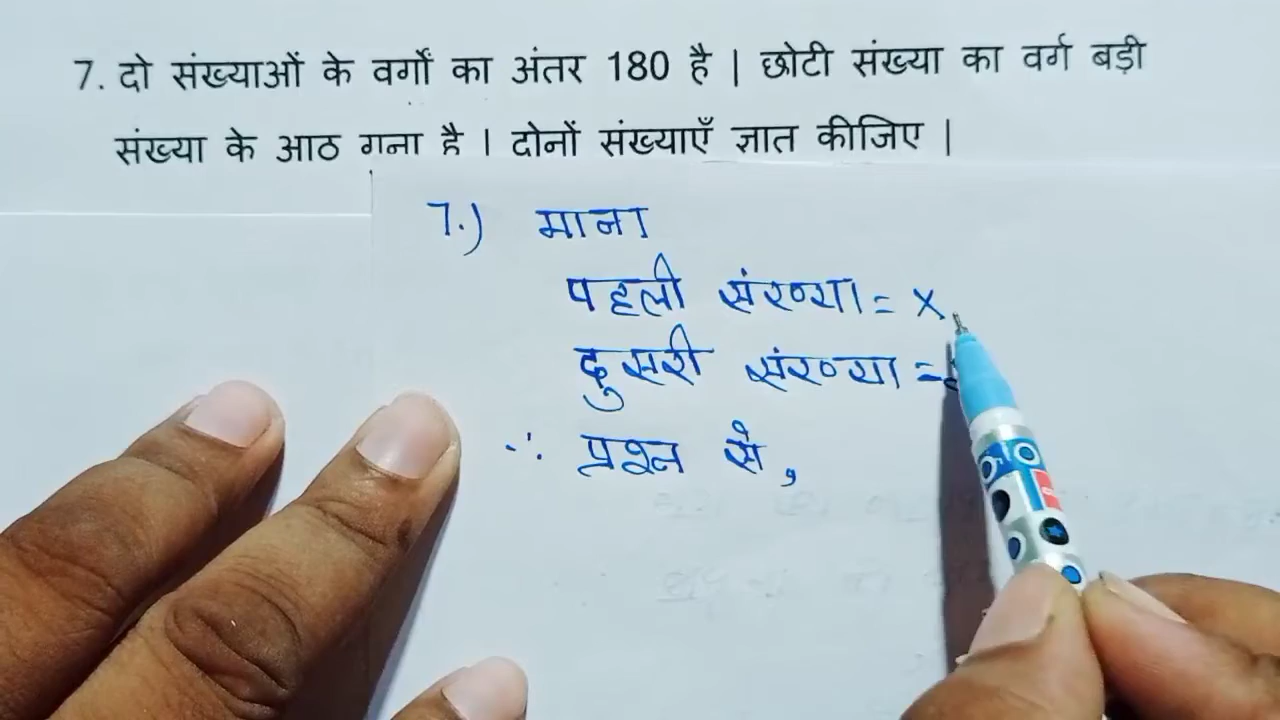 7. दो संख्याओं के वर्गों का अंतर 180 है | छोटी संख्या का वर्ग बड़ी
संख्या के आठ गुना है | दोनों संख्याएँ ज्ञात कीजिए |
7.) माना
पहली संख्या = x
दुसरी संख्या =
∴ प्रश्न से,